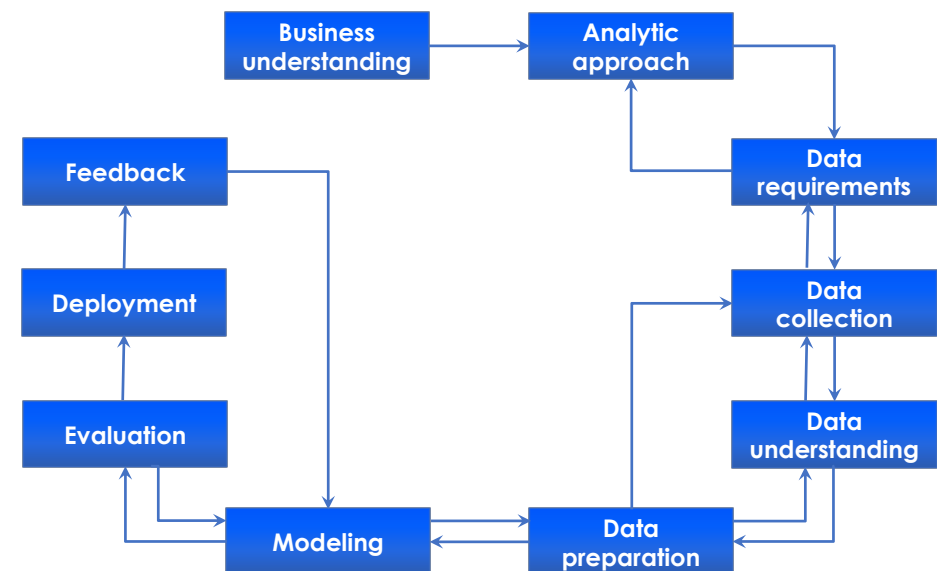 Business
understanding
Analytic
approach
Feedback
Data
requirements
Deployment
Data
collection
Evaluation
Data
understanding
Modeling
Data
preparation